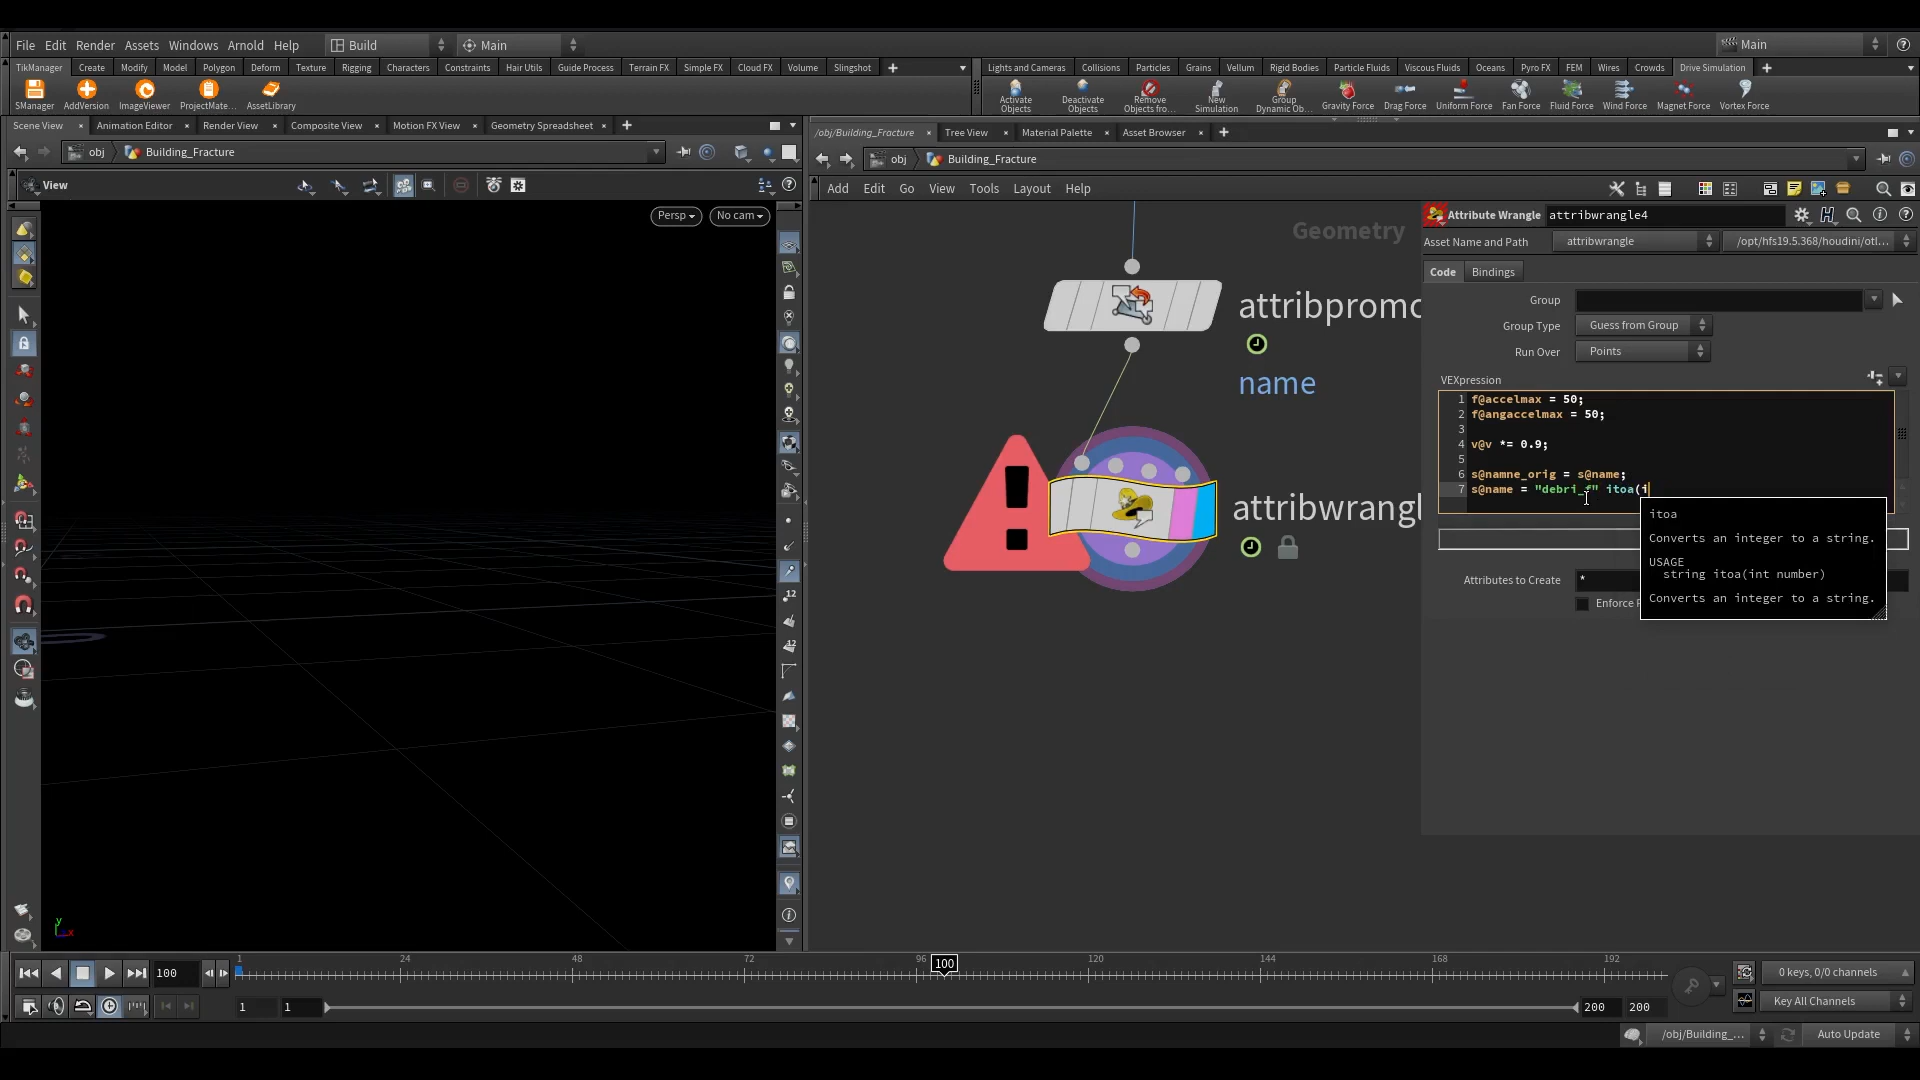 File Edit Render Assets Windows Arnold Help Build Main Main
TikManager Create Modify Model Polygon Deform Texture Rigging Characters Constraints Hair Utils Guide Process Terrain FX Simple FX Cloud FX Volume Slingshot
Lights and Cameras Collisions Particles Grains Vellum Rigid Bodies Particle Fluids Viscous Fluids Oceans Pyro FX FEM Wires Crowds Drive Simulation
SManager AddVersion ImageViewer ProjectMate... AssetLibrary
Activate Objects Deactivate Objects Remove Objects fro... New Simulation Group Dynamic Ob... Gravity Force Drag Force Uniform Force Fan Force Fluid Force Wind Force Magnet Force Vortex Force
Scene View Animation Editor Render View Composite View Motion FX View Geometry Spreadsheet
/obj/Building_Fracture Tree View Material Palette Asset Browser
obj Building_Fracture
obj Building_Fracture
View
Add Edit Go View Tools Layout Help
Persp No cam
Geometry
attribpromo
name
attribwrangl
Attribute Wrangle attribwrangle4
Asset Name and Path attribwrangle /opt/hfs19.5.368/houdini/otl...
Code Bindings
Group
Group Type Guess from Group
Run Over Points
VEXpression
1 f@accelmax = 50;
2 f@angaccelmax = 50;
3
4 v@v *= 0.9;
5
6 s@namne_orig = s@name;
7 s@name = "debri_f" itoa(i
itoa
Converts an integer to a string.
USAGE
string itoa(int number)
Converts an integer to a string.
Attributes to Create *
Enforce
12
12
y
x
1 24 48 72 96 100 120 144 168 192
100
0 keys, 0/0 channels
1 1 200 200
Key All Channels
/obj/Building_... Auto Update